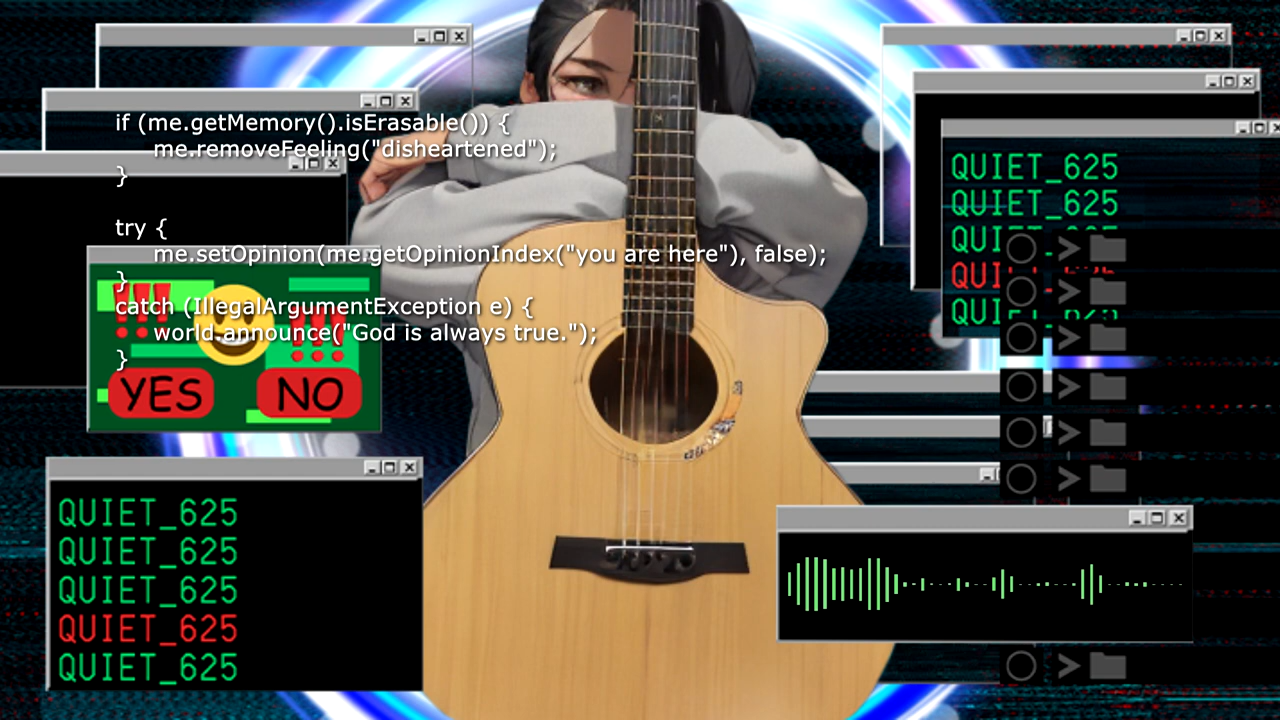 if (me.getMemory().isErasable()) {
me.removeFeeling("disheartened");
}
try {
me.setOpinion(me.getOpinionIndex("you are here"), false);
}
catch (IllegalArgumentException e) {
world.announce("God is always true.");
}
!!! !!!
YES NO
QUIET_625
QUIET_625
QUIET_625
QUIET_625
QUIET_625
QUIET_625
QUIET_625
QUIET_625
QUIET_625
QUIET_625